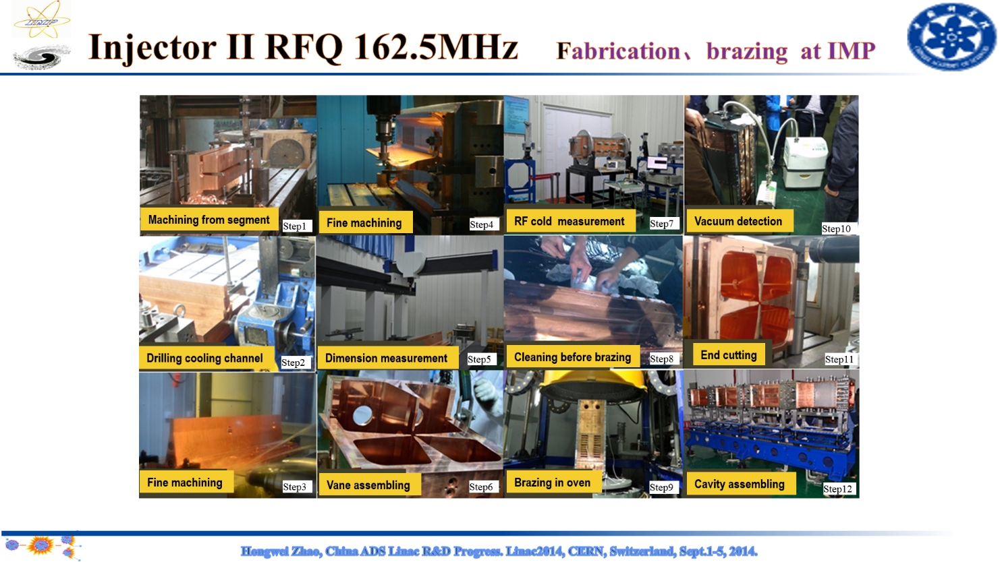 IMP
Injector II RFQ 162.5MHz Fabrication、brazing at IMP
Machining from segment
Step1
Fine machining
Step4
RF cold measurement
Step7
Vacuum detection
Step10
Drilling cooling channel
Step2
Dimension measurement
Step5
Cleaning before brazing
Step8
End cutting
Step11
Fine machining
Step3
Vane assembling
Step6
Brazing in oven
Step9
Cavity assembling
Step12
Hongwei Zhao, China ADS Linac R&D Progress. Linac2014, CERN, Switzerland, Sept.1-5, 2014.